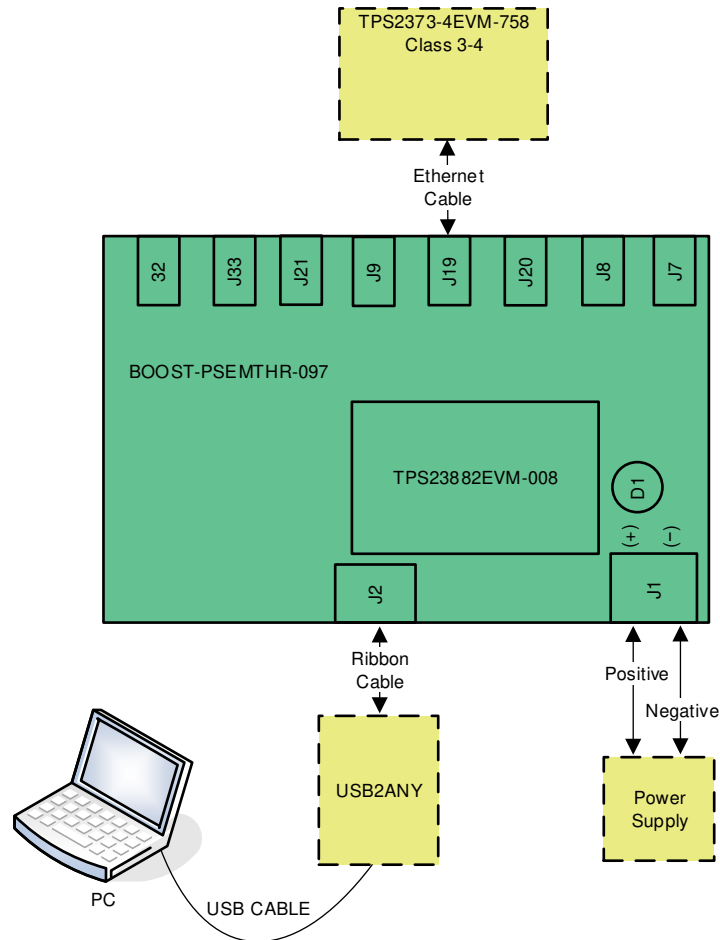 TPS2373-4EVM-758
Class 3-4
Ethernet
Cable
32
J33
J21
J9
J19
J20
J8
J7
BOOST-PSEMTHR-097
TPS23882EVM-008
D1
(+)
(−)
J2
J1
Ribbon
Cable
Positive
Negative
USB2ANY
Power
Supply
PC
USB CABLE